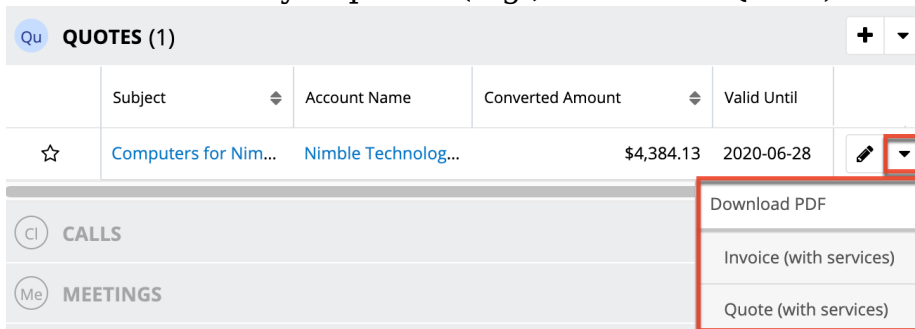 Qu QUOTES (1)
Subject Account Name Converted Amount Valid Until
Computers for Nim... Nimble Technolog... $4,384.13 2020-06-28
Download PDF
Cl CALLS
Invoice (with services)
Me MEETINGS
Quote (with services)